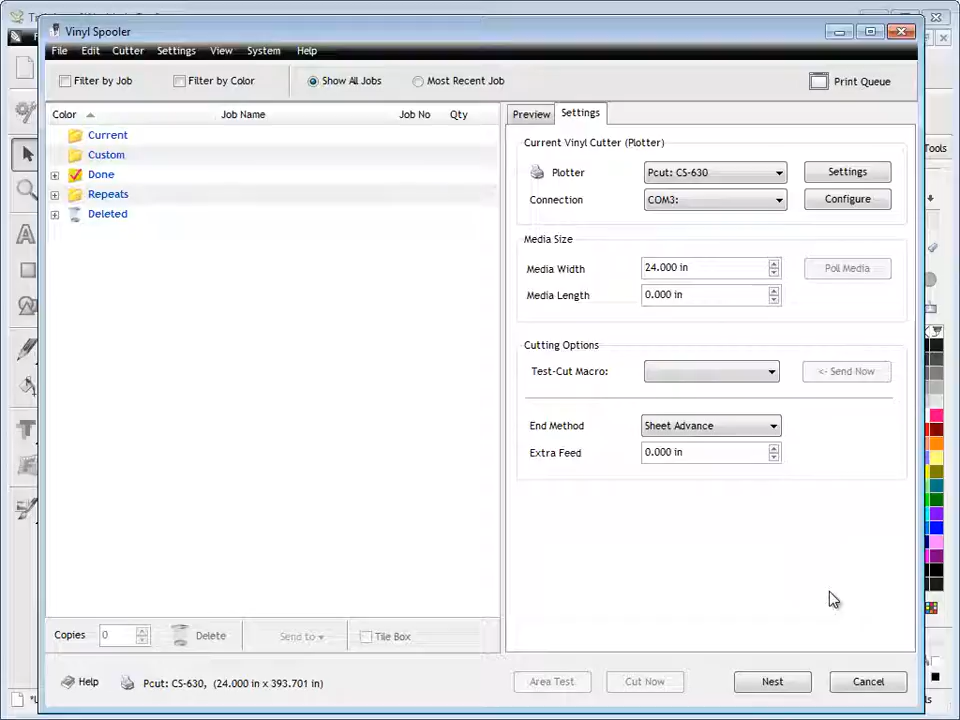 Vinyl Spooler
File Edit Cutter Settings View System Help
Filter by Job Filter by Color Show All Jobs Most Recent Job Print Queue
Color Job Name Job No Qty
Current
Custom
Done
Repeats
Deleted
Preview Settings
Current Vinyl Cutter (Plotter)
Plotter Pcut: CS-630 Settings
Connection COM3: Configure
Media Size
Media Width 24.000 in Poll Media
Media Length 0.000 in
Cutting Options
Test-Cut Macro: <- Send Now
End Method Sheet Advance
Extra Feed 0.000 in
Tools
Copies 0 Delete Send to Tile Box
Help Pcut: CS-630, (24.000 in x 393.701 in) Area Test Cut Now Nest Cancel